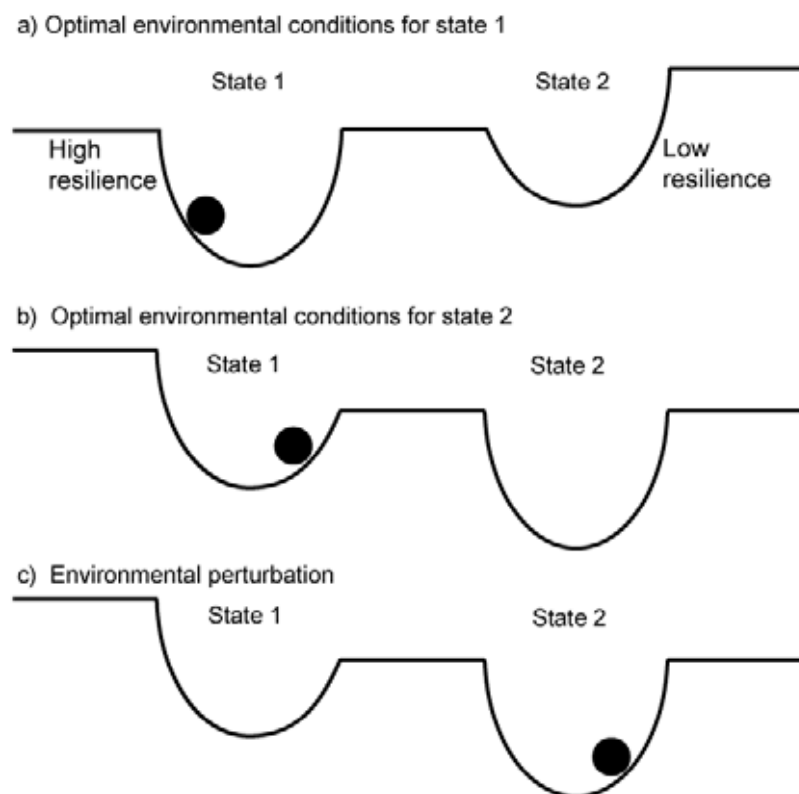 a) Optimal environmental conditions for state 1
State 1
State 2
High
resilience
Low
resilience
b) Optimal environmental conditions for state 2
State 1
State 2
c) Environmental perturbation
State 1
State 2